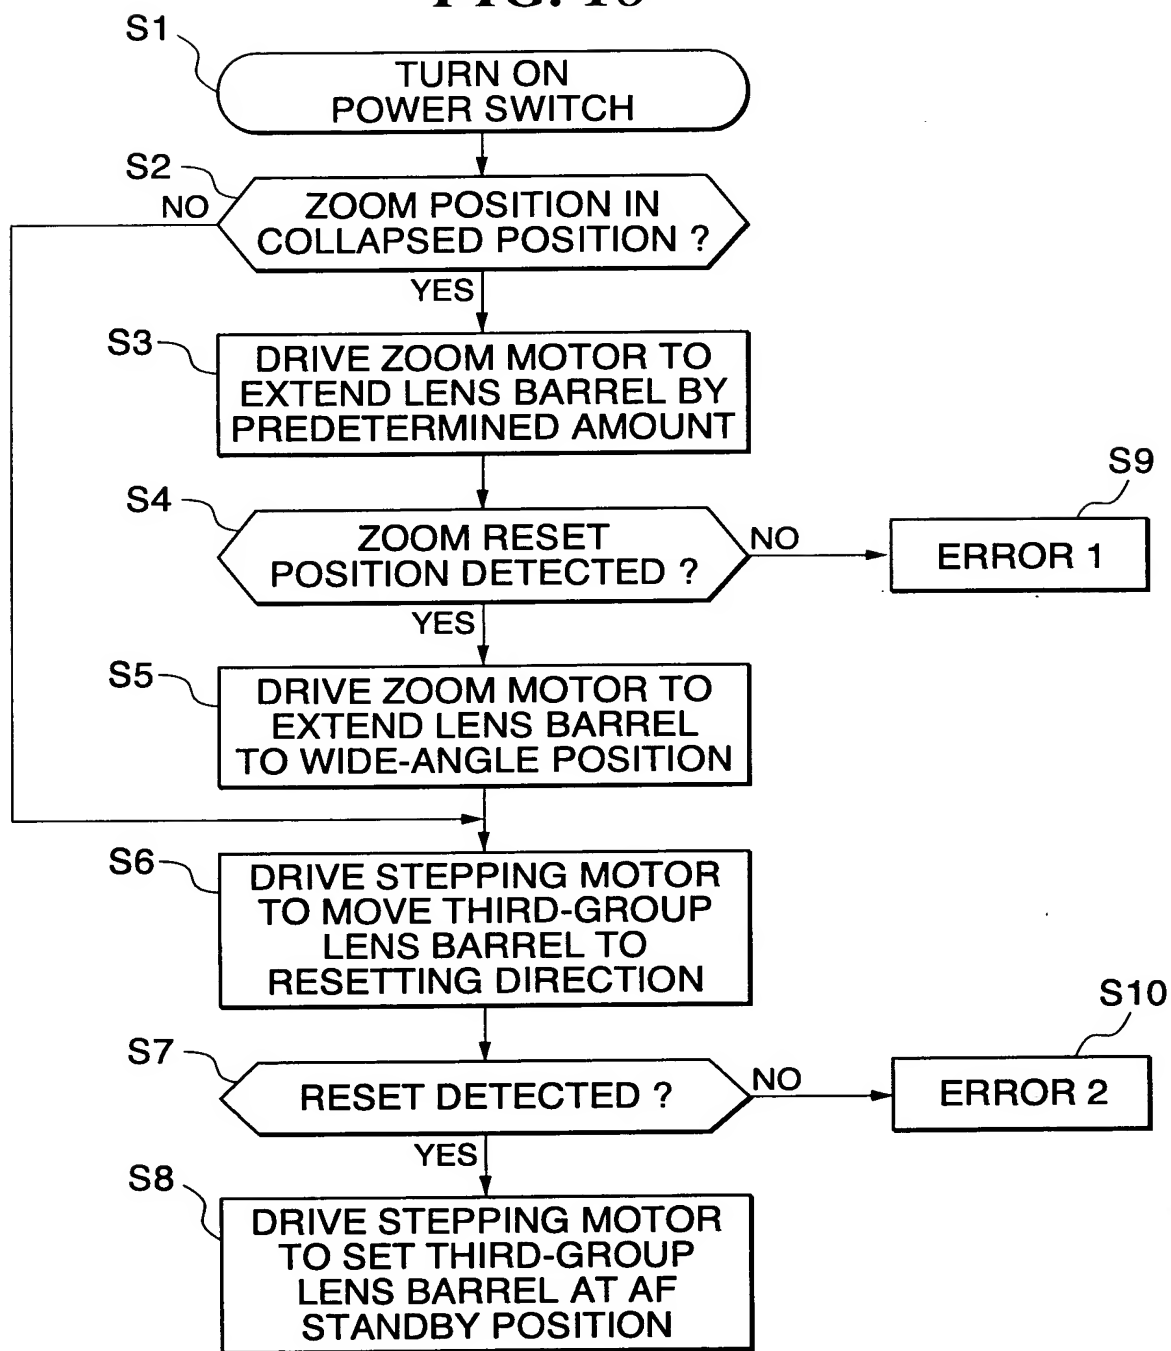 S1
TURN ON
POWER SWITCH
S2
NO
ZOOM POSITION IN
COLLAPSED POSITION ?
YES
S3
DRIVE ZOOM MOTOR TO
EXTEND LENS BARREL BY
PREDETERMINED AMOUNT
S9
S4
ZOOM RESET
POSITION DETECTED ?
NO
ERROR 1
YES
S5
DRIVE ZOOM MOTOR TO
EXTEND LENS BARREL
TO WIDE-ANGLE POSITION
S6
DRIVE STEPPING MOTOR
TO MOVE THIRD-GROUP
LENS BARREL TO
RESETTING DIRECTION
S10
S7
RESET DETECTED ?
NO
ERROR 2
YES
S8
DRIVE STEPPING MOTOR
TO SET THIRD-GROUP
LENS BARREL AT AF
STANDBY POSITION